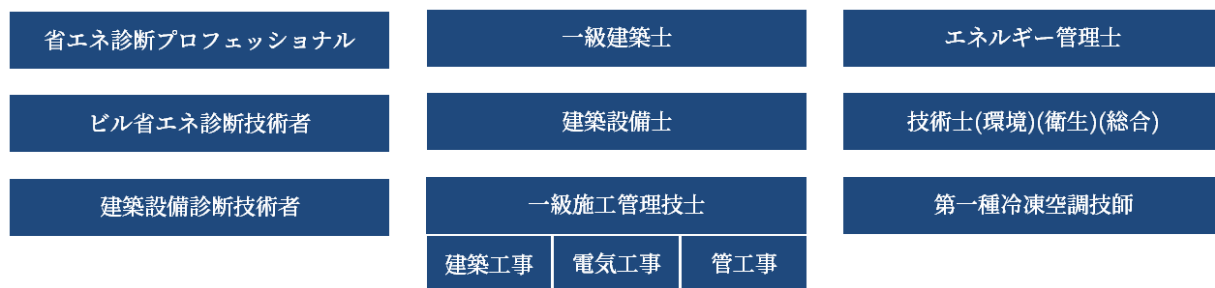 省エネ診断プロフェッショナル
一級建築士
エネルギー管理士
ビル省エネ診断技術者
建築設備士
技術士(環境)(衛生)(総合)
建築設備診断技術者
一級施工管理技士
第一種冷凍空調技師
建築工事
電気工事
管工事